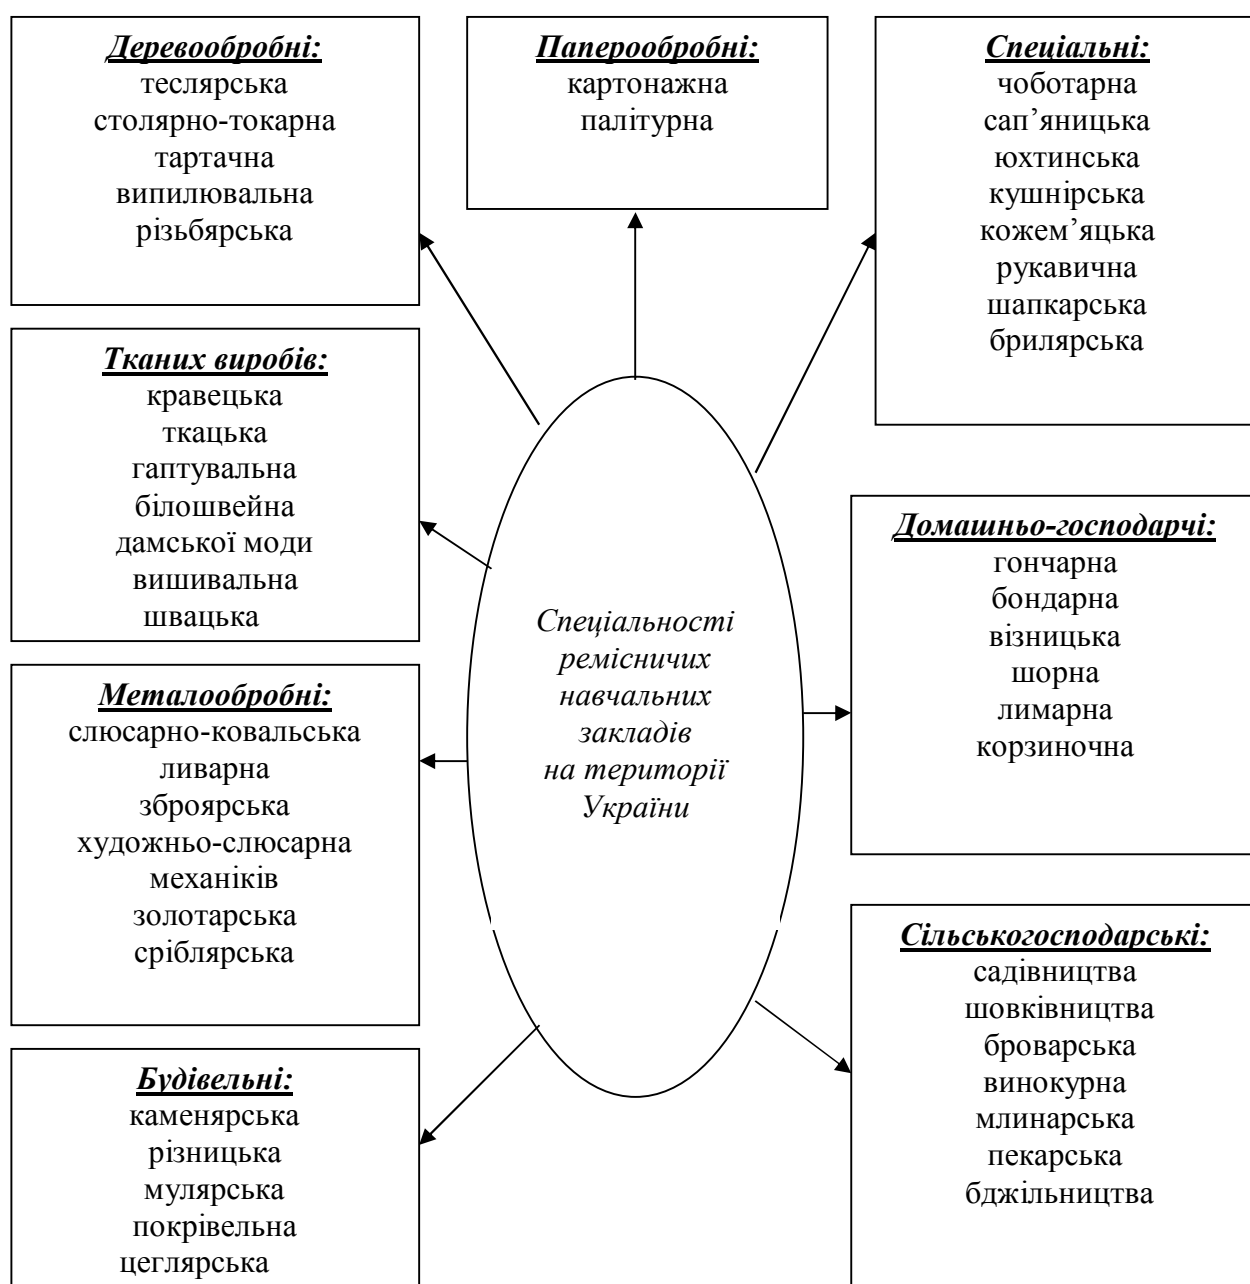 Деревообробні:
теслярська
столярно-токарна
тартачна
випилювальна
різьбярська
Паперообробні:
картонажна
палітурна
Спеціальні:
чоботарна
сап’яницька
юхтинська
кушнірська
кожем’яцька
рукавична
шапкарська
брилярська
Тканих виробів:
кравецька
ткацька
гаптувальна
білошвейна
дамської моди
вишивальна
швацька
Спеціальності
ремісничих
навчальних
закладів
на території
України
Домашньо-господарчі:
гончарна
бондарна
візницька
шорна
лимарна
корзиночна
Металообробні:
слюсарно-ковальська
ливарна
зброярська
художньо-слюсарна
механіків
золотарська
сріблярська
Сільськогосподарські:
садівництва
шовківництва
броварська
винокурна
млинарська
пекарська
бджільництва
Будівельні:
каменярська
різницька
мулярська
покрівельна
цеглярська